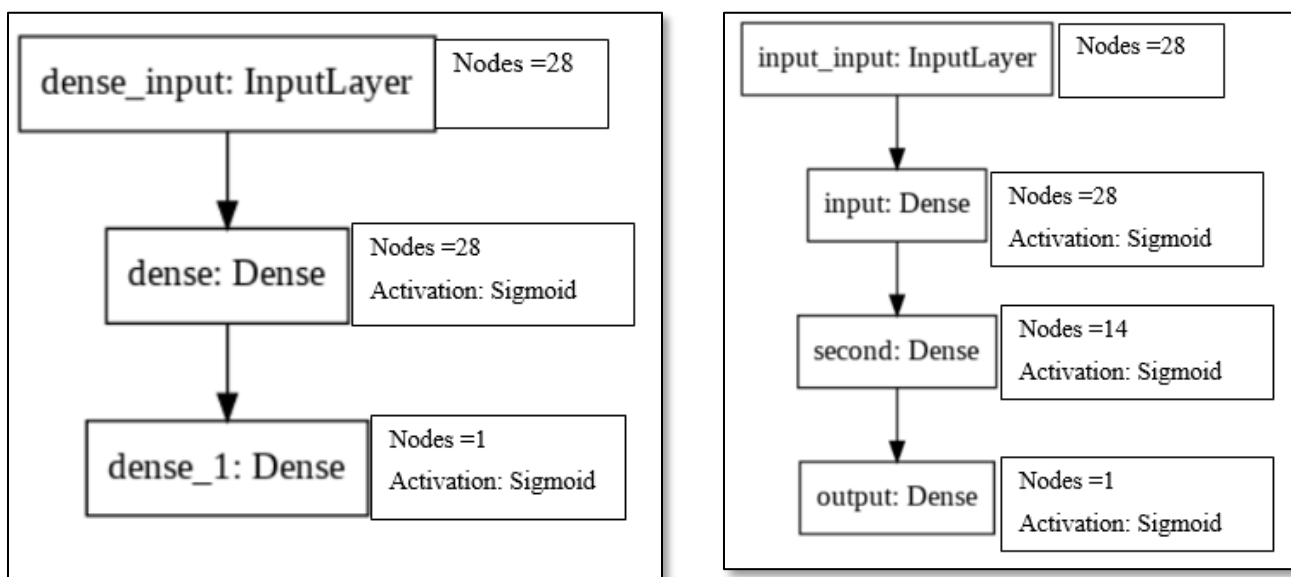 dense_input: InputLayer
Nodes =28
dense: Dense
Nodes =28
Activation: Sigmoid
dense_1: Dense
Nodes =1
Activation: Sigmoid
input_input: InputLayer
Nodes =28
input: Dense
Nodes =28
Activation: Sigmoid
second: Dense
Nodes =14
Activation: Sigmoid
output: Dense
Nodes =1
Activation: Sigmoid